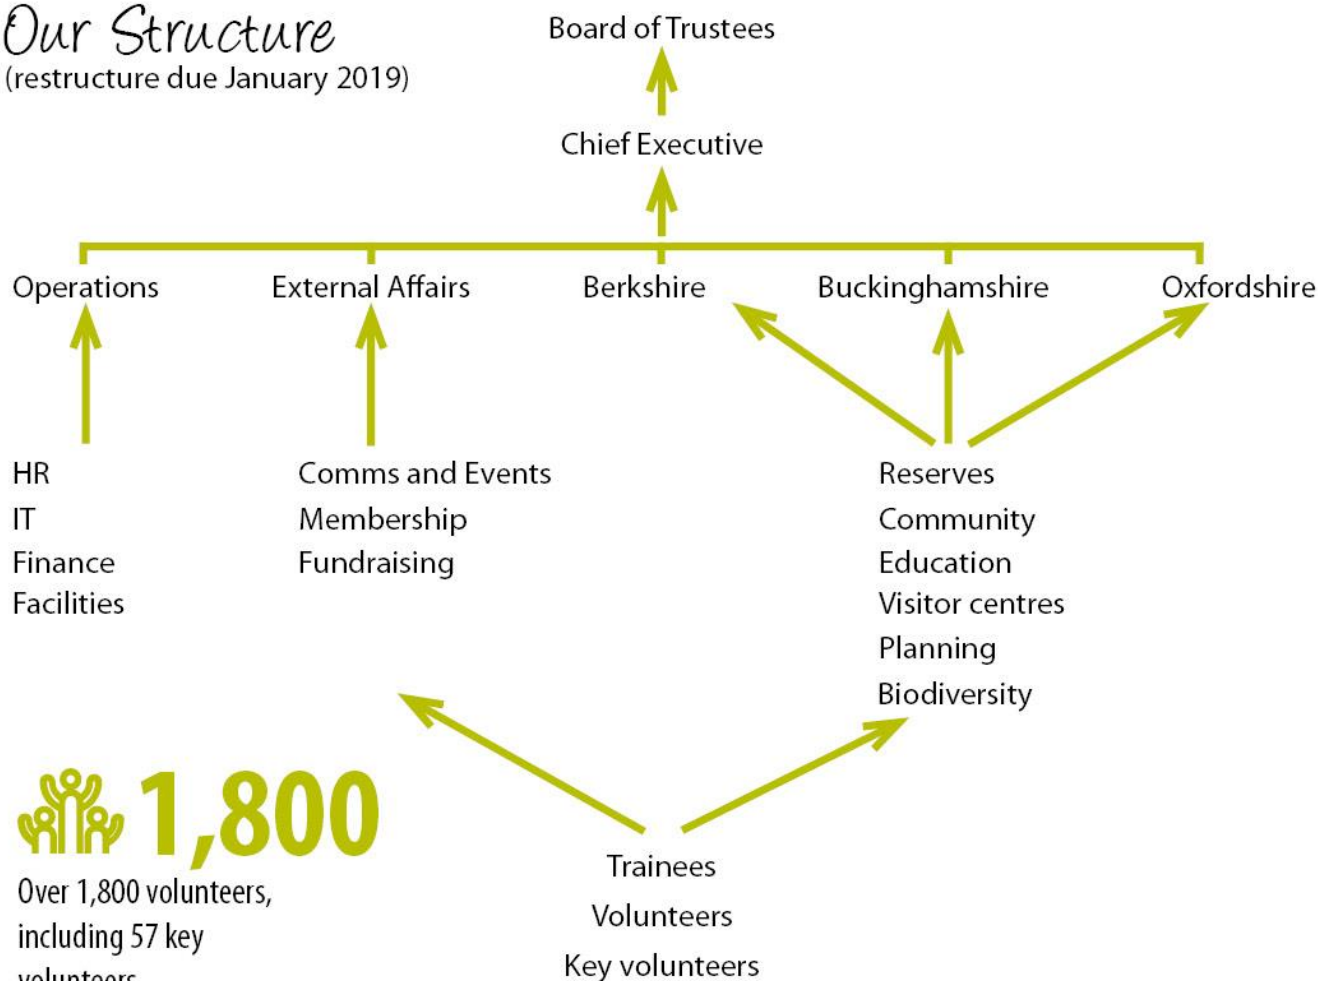 Our Structure
(restructure due January 2019)
Board of Trustees
Chief Executive
Operations
External Affairs
Berkshire
Buckinghamshire
Oxfordshire
HR
IT
Finance
Facilities
Comms and Events
Membership
Fundraising
Reserves
Community
Education
Visitor centres
Planning
Biodiversity
1,800
Over 1,800 volunteers,
including 57 key
volunteers
Trainees
Volunteers
Key volunteers